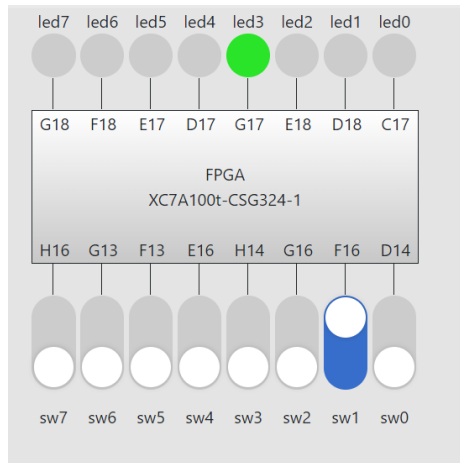 led7 led6 led5 led4 led3 led2 led1 led0
G18 F18 E17 D17 G17 E18 D18 C17
FPGA
XC7A100t-CSG324-1
H16 G13 F13 E16 H14 G16 F16 D14
sw7 sw6 sw5 sw4 sw3 sw2 sw1 sw0